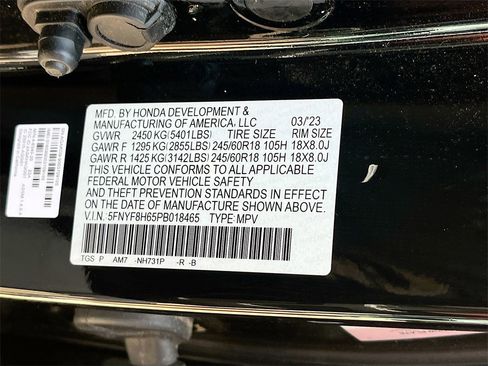 MFD. BY HONDA DEVELOPMENT &
MANUFACTURING OF AMERICA, LLC 03/23
GVWR 2450 KG(5401LBS) TIRE SIZE RIM SIZE
GAWR F 1295 KG(2855LBS) 245/60R18 105H 18X8.0J
GAWR R 1425 KG(3142LBS) 245/60R18 105H 18X8.0J
THIS VEHICLE CONFORMS TO ALL APPLICABLE
FEDERAL MOTOR VEHICLE SAFETY
AND THEFT PREVENTION STANDARDS IN EFFECT
ON THE DATE OF MANUFACTURE SHOWN ABOVE.
V.I.N.: 5FNYF8H65PB018465 TYPE: MPV
TGS P AM7 -NH731P -R -B